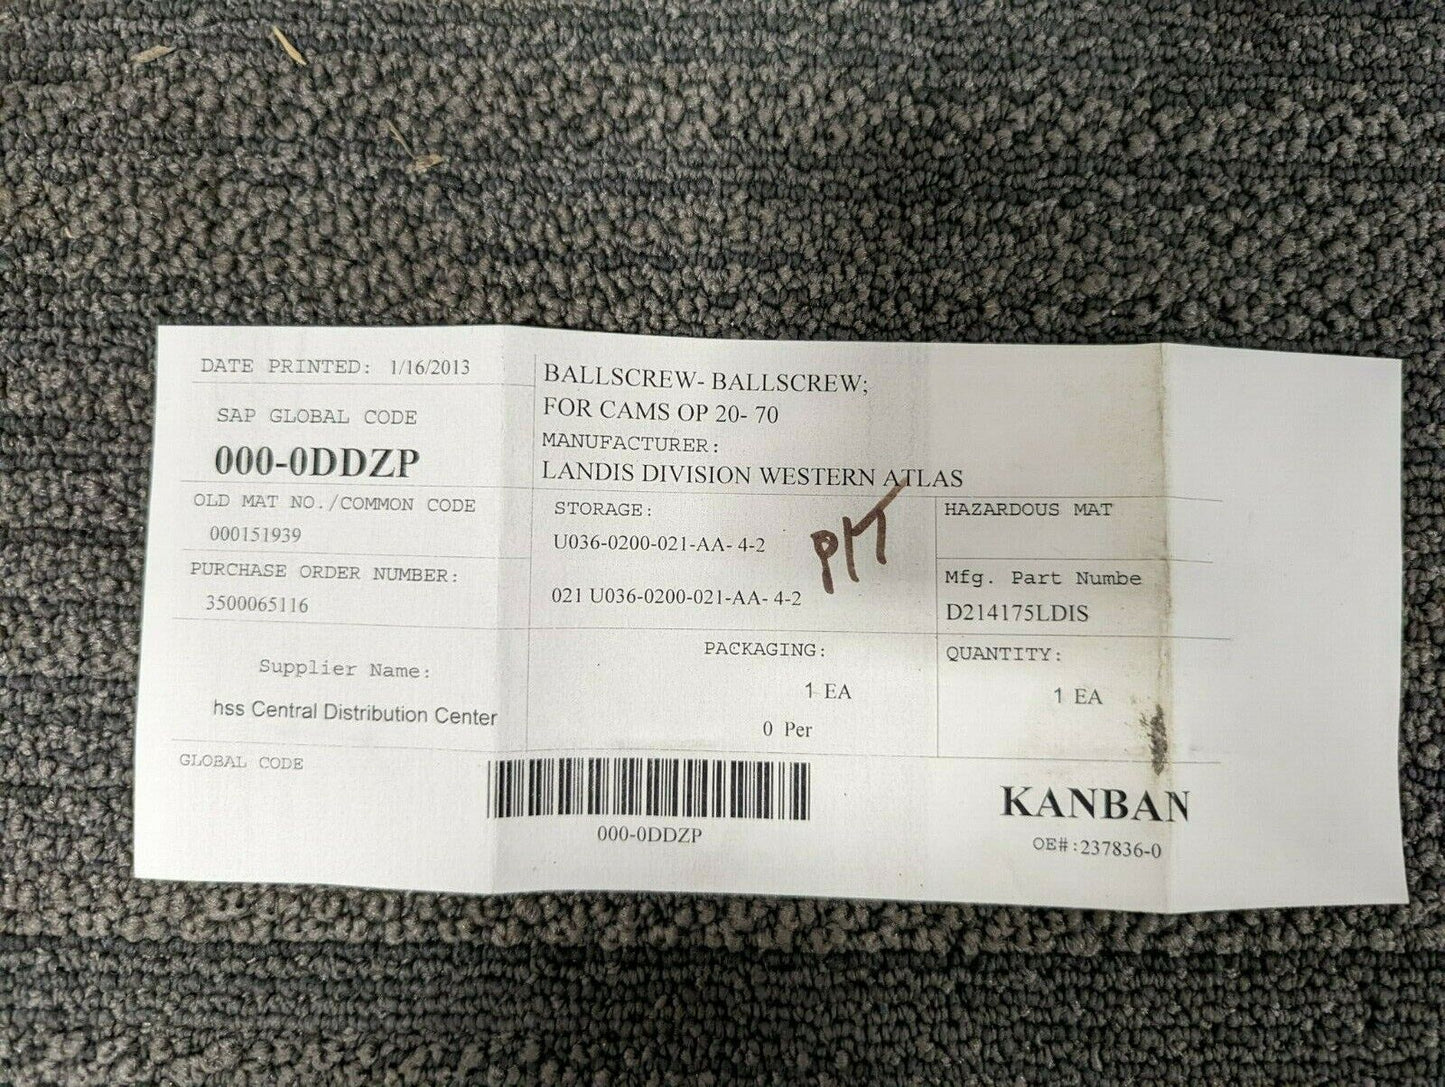 DATE PRINTED: 1/16/2013
SAP GLOBAL CODE
000-0DDZP
OLD MAT NO./COMMON CODE
000151939
PURCHASE ORDER NUMBER:
3500065116
Supplier Name:
hss Central Distribution Center
GLOBAL CODE
BALLSCREW- BALLSCREW;
FOR CAMS OP 20- 70
MANUFACTURER:
LANDIS DIVISION WESTERN ATLAS
STORAGE:
U036-0200-021-AA- 4-2
021 U036-0200-021-AA- 4-2
HAZARDOUS MAT
Mfg. Part Numbe
D214175LDIS
PACKAGING:
1 EA
0 Per
QUANTITY:
1 EA
000-0DDZP
KANBAN
OE#:237836-0